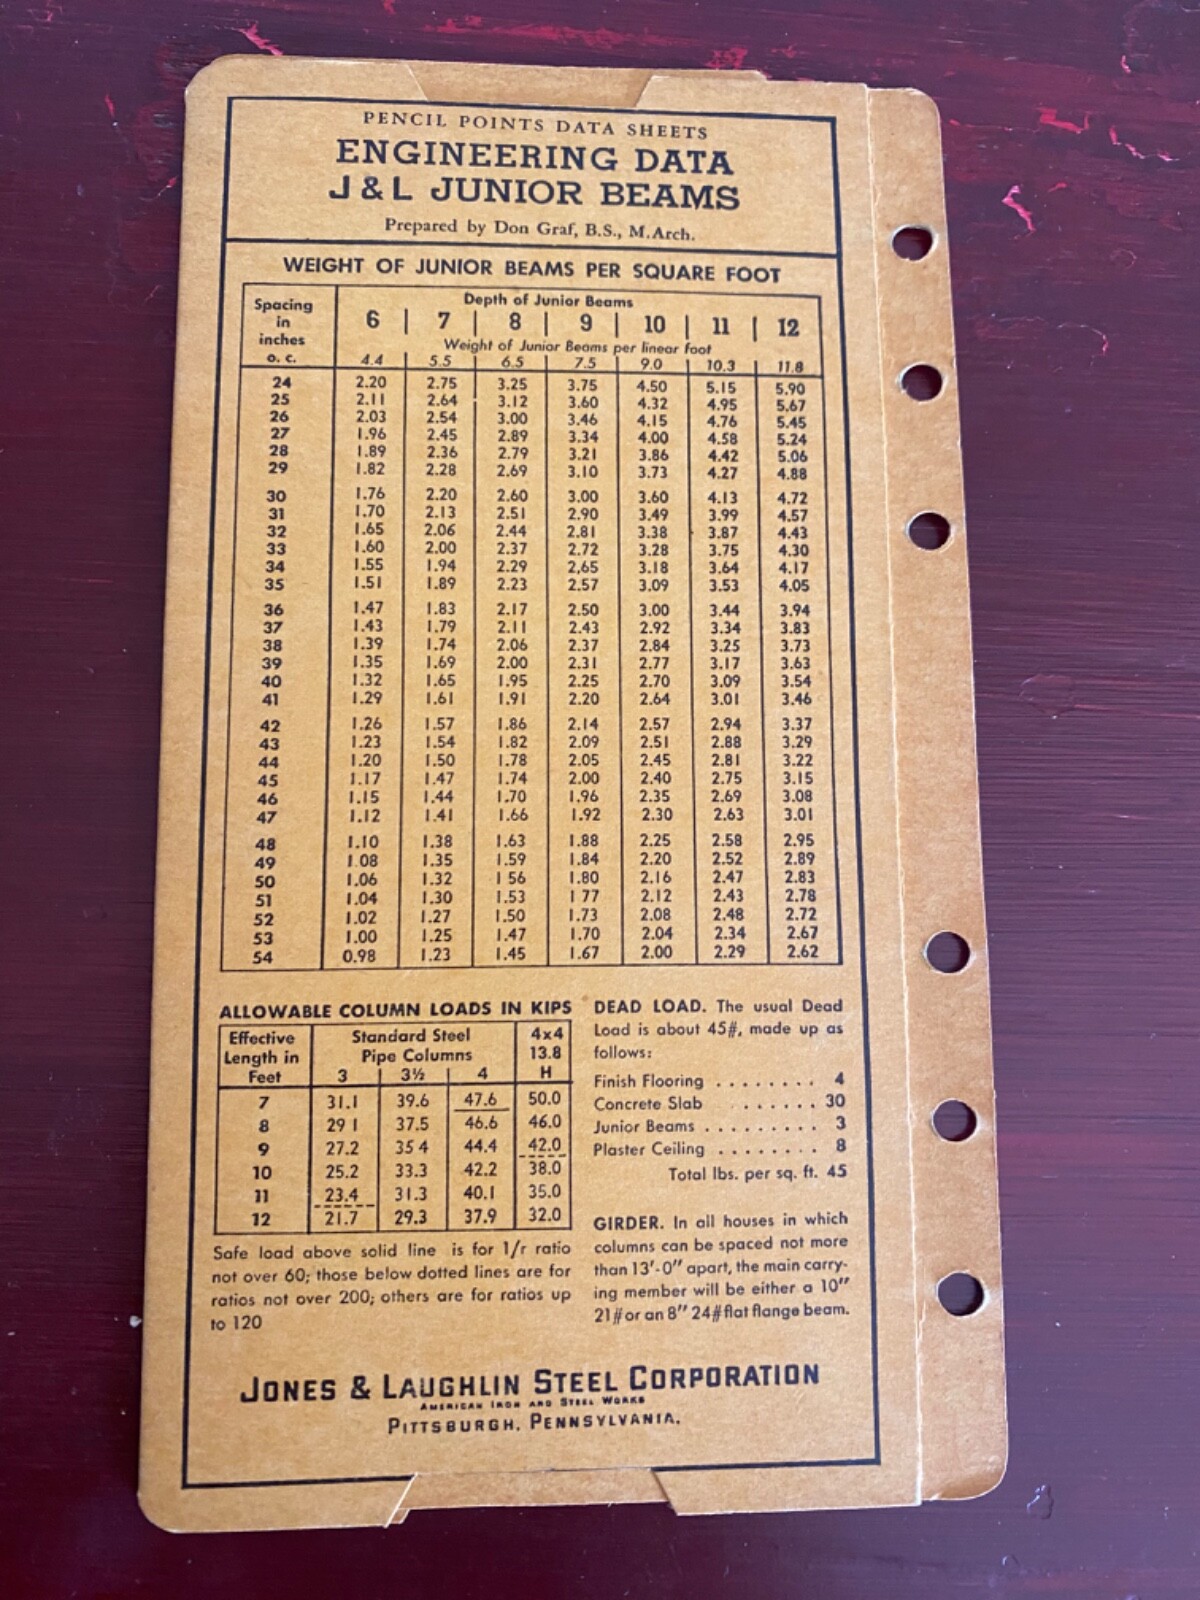 PENCIL POINTS DATA SHEETS
ENGINEERING DATA
J & L JUNIOR BEAMS
Prepared by Don Graf, B.S., M.Arch.
WEIGHT OF JUNIOR BEAMS PER SQUARE FOOT
Spacing in inches o. c.
Depth of Junior Beams
6 | 7 | 8 | 9 | 10 | 11 | 12
Weight of Junior Beams per linear foot
4.4 5.5 6.5 7.5 9.0 10.3 11.8
24 2.20 2.75 3.25 3.75 4.50 5.15 5.90
25 2.11 2.64 3.12 3.60 4.32 4.95 5.67
26 2.03 2.54 3.00 3.46 4.15 4.76 5.45
27 1.96 2.45 2.89 3.34 4.00 4.58 5.24
28 1.89 2.36 2.79 3.21 3.86 4.42 5.06
29 1.82 2.28 2.69 3.10 3.73 4.27 4.88
30 1.76 2.20 2.60 3.00 3.60 4.13 4.72
31 1.70 2.13 2.51 2.90 3.49 3.99 4.57
32 1.65 2.06 2.44 2.81 3.38 3.87 4.43
33 1.60 2.00 2.37 2.72 3.28 3.75 4.30
34 1.55 1.94 2.29 2,65 3.18 3.64 4.17
35 1.51 1.89 2.23 2.57 3.09 3.53 4.05
36 1.47 1.83 2.17 2.50 3.00 3.44 3.94
37 1.43 1.79 2.11 2.43 2.92 3.34 3.83
38 1.39 1.74 2.06 2.37 2.84 3.25 3.73
39 1.35 1.69 2.00 2.31 2.77 3.17 3.63
40 1.32 1.65 1.95 2.25 2.70 3.09 3.54
41 1.29 1.61 1.91 2.20 2.64 3.01 3.46
42 1.26 1.57 1.86 2.14 2.57 2.94 3.37
43 1.23 1.54 1.82 2.09 2.51 2.88 3.29
44 1.20 1.50 1.78 2.05 2.45 2.81 3.22
45 1.17 1.47 1.74 2.00 2.40 2.75 3.15
46 1.15 1.44 1.70 1.96 2.35 2.69 3.08
47 1.12 1.41 1.66 1.92 2.30 2.63 3.01
48 1.10 1.38 1.63 1.88 2.25 2.58 2.95
49 1.08 1.35 1.59 1.84 2.20 2.52 2.89
50 1.06 1.32 1 56 1.80 2.16 2.47 2.83
51 1.04 1.30 1.53 1 77 2.12 2.43 2.78
52 1.02 1.27 1.50 1.73 2.08 2.48 2.72
53 1.00 1.25 1.47 1.70 2.04 2.34 2.67
54 0.98 1.23 1.45 1.67 2.00 2.29 2.62
ALLOWABLE COLUMN LOADS IN KIPS
Effective Length in Feet
Standard Steel Pipe Columns
3 | 3½ | 4
4x4 13.8 H
7 31.1 39.6 47.6 50.0
8 29 1 37.5 46.6 46.0
9 27.2 35 4 44.4 42.0
10 25.2 33.3 42.2 38.0
11 23.4 31.3 40.1 35.0
12 21.7 29.3 37.9 32.0
Safe load above solid line is for 1/r ratio
not over 60; those below dotted lines are for
ratios not over 200; others are for ratios up
to 120
DEAD LOAD. The usual Dead
Load is about 45#, made up as
follows:
Finish Flooring ........ 4
Concrete Slab ....... 30
Junior Beams ......... 3
Plaster Ceiling ........ 8
Total lbs. per sq. ft. 45
GIRDER. In all houses in which
columns can be spaced not more
than 13'-0" apart, the main carry-
ing member will be either a 10"
21# or an 8" 24# flat flange beam.
JONES & LAUGHLIN STEEL CORPORATION
AMERICAN IRON AND STEEL WORKS
PITTSBURGH, PENNSYLVANIA.